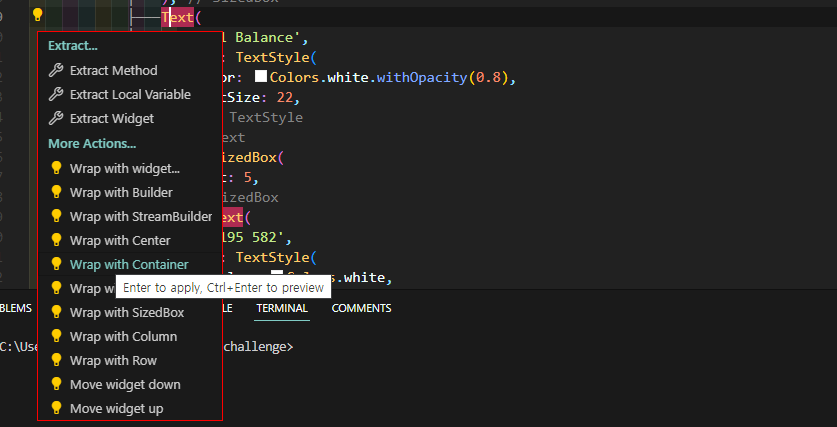 // SizedBox
Text(
Extract...
l Balance',
Extract Method
: TextStyle(
or: Colors.white.withOpacity(0.8),
Extract Local Variable
tSize: 22,
Extract Widget
TextStyle
More Actions...
ext
Wrap with widget...
izedBox(
: 5,
Wrap with Builder
izedBox
Wrap with StreamBuilder
ext(
Wrap with Center
195 582',
: TextStyle(
Wrap with Container
Colors.white,
Wrap w
Enter to apply, Ctrl+Enter to preview
BLEMS LE TERMINAL COMMENTS
Wrap with SizedBox
Wrap with Column
C:\Use challenge>
Wrap with Row
Move widget down
Move widget up